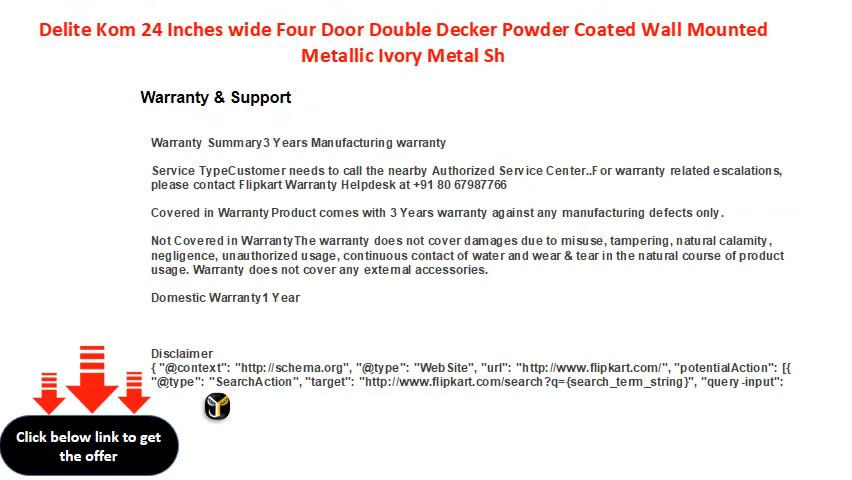 Delite Kom 24 Inches wide Four Door Double Decker Powder Coated Wall Mounted
Metallic Ivory Metal Sh
Warranty & Support
Warranty Summary3 Years Manufacturing warranty
Service TypeCustomer needs to call the nearby Authorized Service Center..For warranty related escalations,
please contact Flipkart Warranty Helpdesk at +91 80 67987766
Covered in WarrantyProduct comes with 3 Years warranty against any manufacturing defects only.
Not Covered in WarrantyThe warranty does not cover damages due to misuse, tampering, natural calamity,
negligence, unauthorized usage, continuous contact of water and wear & tear in the natural course of product
usage. Warranty does not cover any external accessories.
Domestic Warranty1 Year
Disclaimer
{ "@context": "http://schema.org", "@type": "WebSite", "url": "http://www.flipkart.com/", "potentialAction": [{
"@type": "SearchAction", "target": "http://www.flipkart.com/search?q={search_term_string}", "query-input":
Click below link to get
the offer